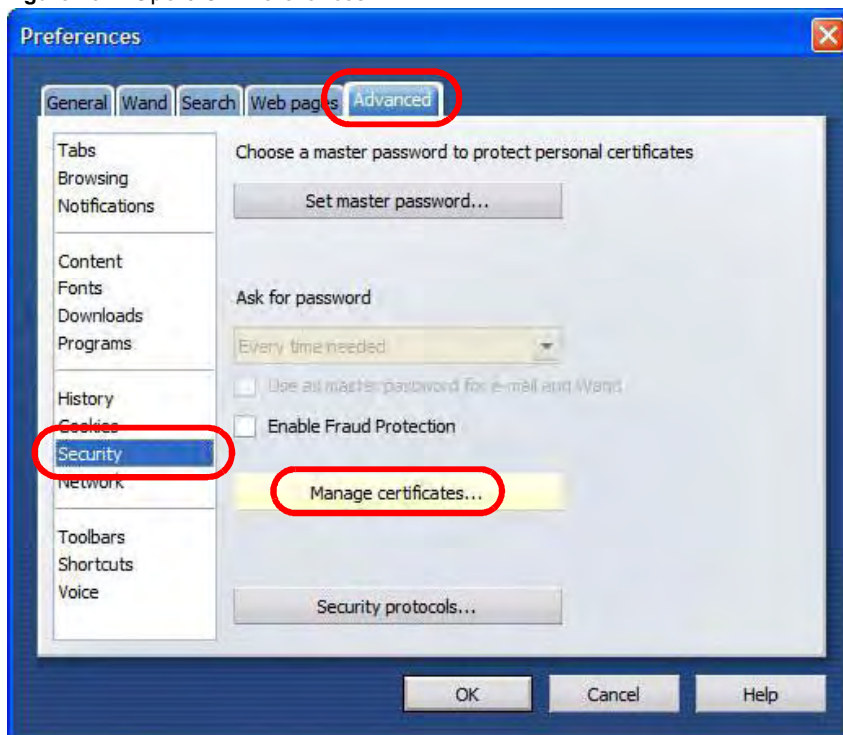 Preferences
General Wand Search Web pages Advanced
Tabs
Browsing
Notifications
Content
Fonts
Downloads
Programs
History
Cookies
Security
Network
Toolbars
Shortcuts
Voice
Choose a master password to protect personal certificates
Set master password...
Ask for password
Every time needed
Use as master password for e-mail and Wand
Enable Fraud Protection
Manage certificates...
Security protocols...
OK Cancel Help